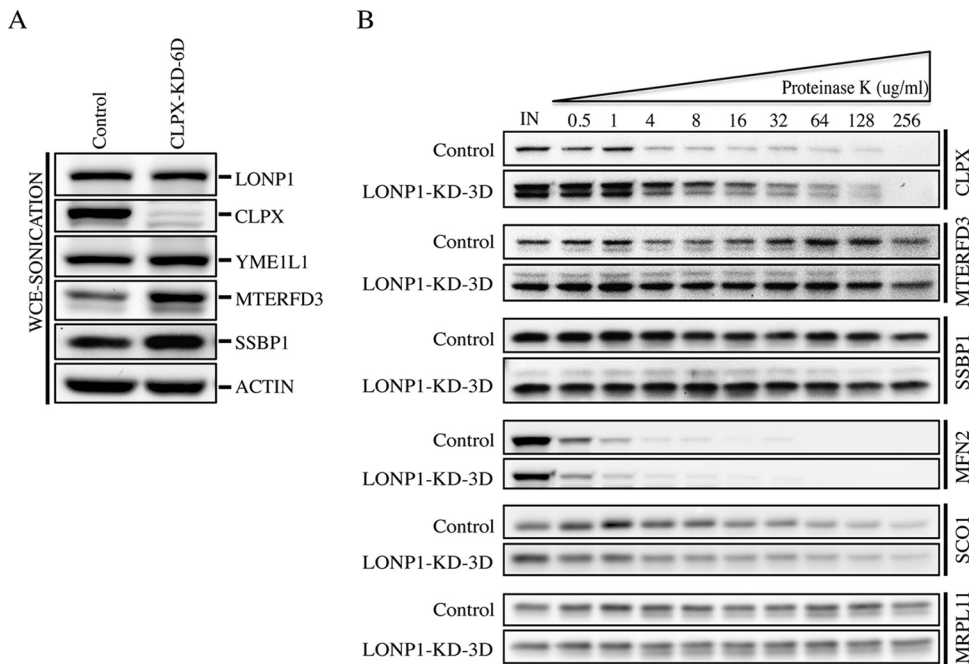 A
Control
CLPX-KD-6D
WCE-SONICATION
LONP1
CLPX
YME1L1
MTERFD3
SSBP1
ACTIN
B
Proteinase K (ug/ml)
IN 0.5 1 4 8 16 32 64 128 256
Control
LONP1-KD-3D
CLPX
Control
LONP1-KD-3D
MTERFD3
Control
LONP1-KD-3D
SSBP1
Control
LONP1-KD-3D
MFN2
Control
LONP1-KD-3D
SCO1
Control
LONP1-KD-3D
MRPL11